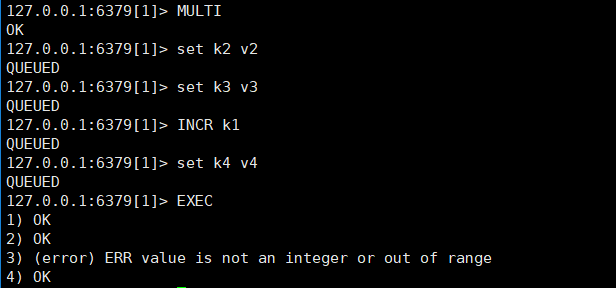 127.0.0.1:6379[1]> MULTI
OK
127.0.0.1:6379[1]> set k2 v2
QUEUED
127.0.0.1:6379[1]> set k3 v3
QUEUED
127.0.0.1:6379[1]> INCR k1
QUEUED
127.0.0.1:6379[1]> set k4 v4
QUEUED
127.0.0.1:6379[1]> EXEC
1) OK
2) OK
3) (error) ERR value is not an integer or out of range
4) OK